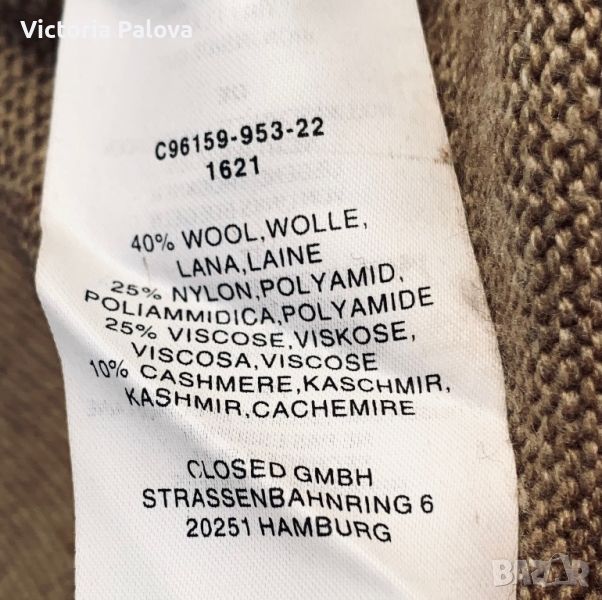 Victoria Palova
C96159-953-22
1621
40% WOOL,WOLLE,
LANA,LAINE
25% NYLON,POLYAMID,
POLIAMMIDICA,POLYAMIDE
25% VISCOSE,VISKOSE,
VISCOSA,VISCOSE
10% CASHMERE,KASCHMIR,
KASHMIR,CACHEMIRE
CLOSED GMBH
STRASSENBAHNRING 6
20251 HAMBURG
BAZAR